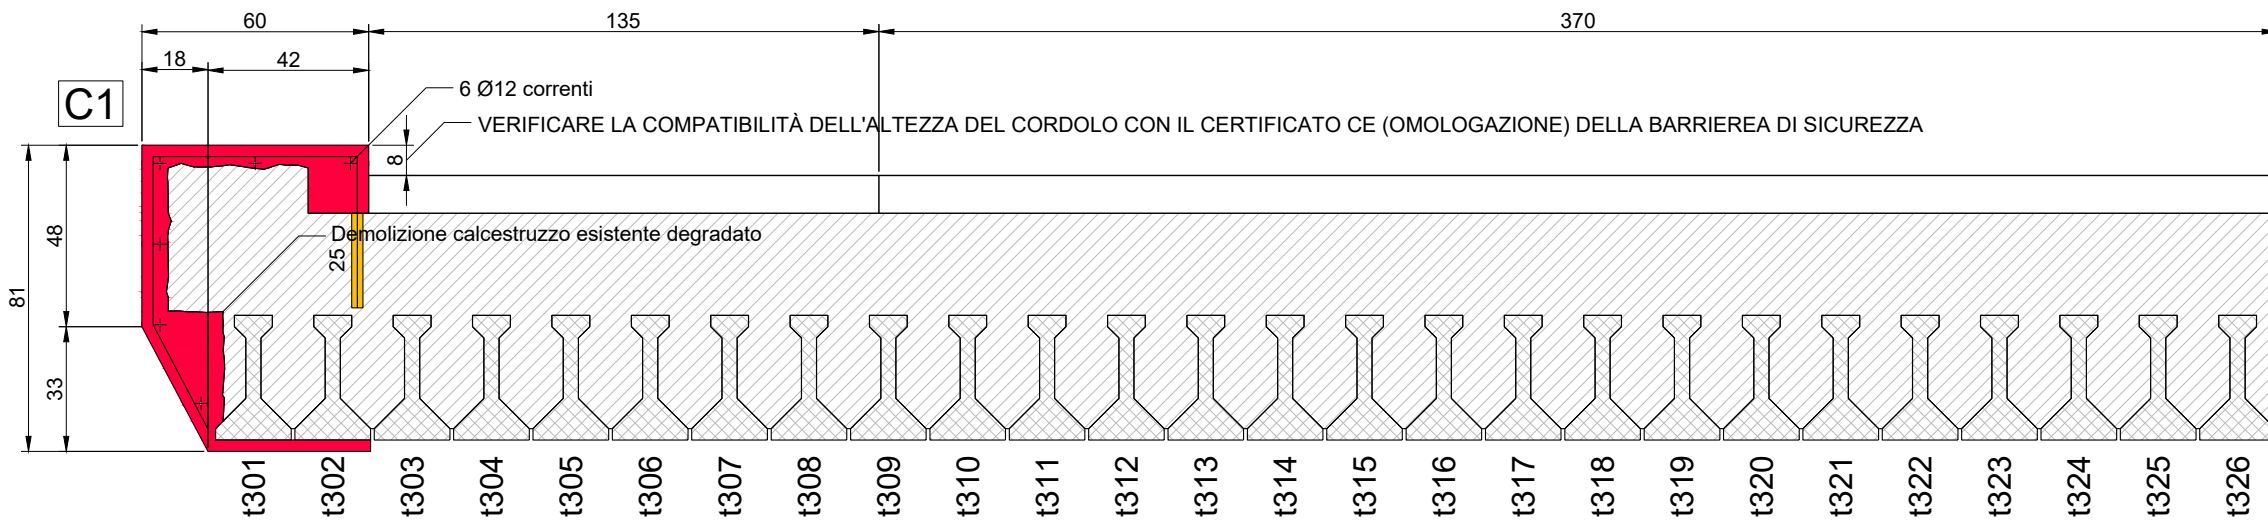 60 135 370
18 42
C1
6 Ø12 correnti
VERIFICARE LA COMPATIBILITÀ DELL'ALTEZZA DEL CORDOLO CON IL CERTIFICATO CE (OMOLOGAZIONE) DELLA BARRIEREA DI SICUREZZA
8
48
Demolizione calcestruzzo esistente degradato
25
81
33
t301 t302 t303 t304 t305 t306 t307 t308 t309 t310 t311 t312 t313 t314 t315 t316 t317 t318 t319 t320 t321 t322 t323 t324 t325 t326